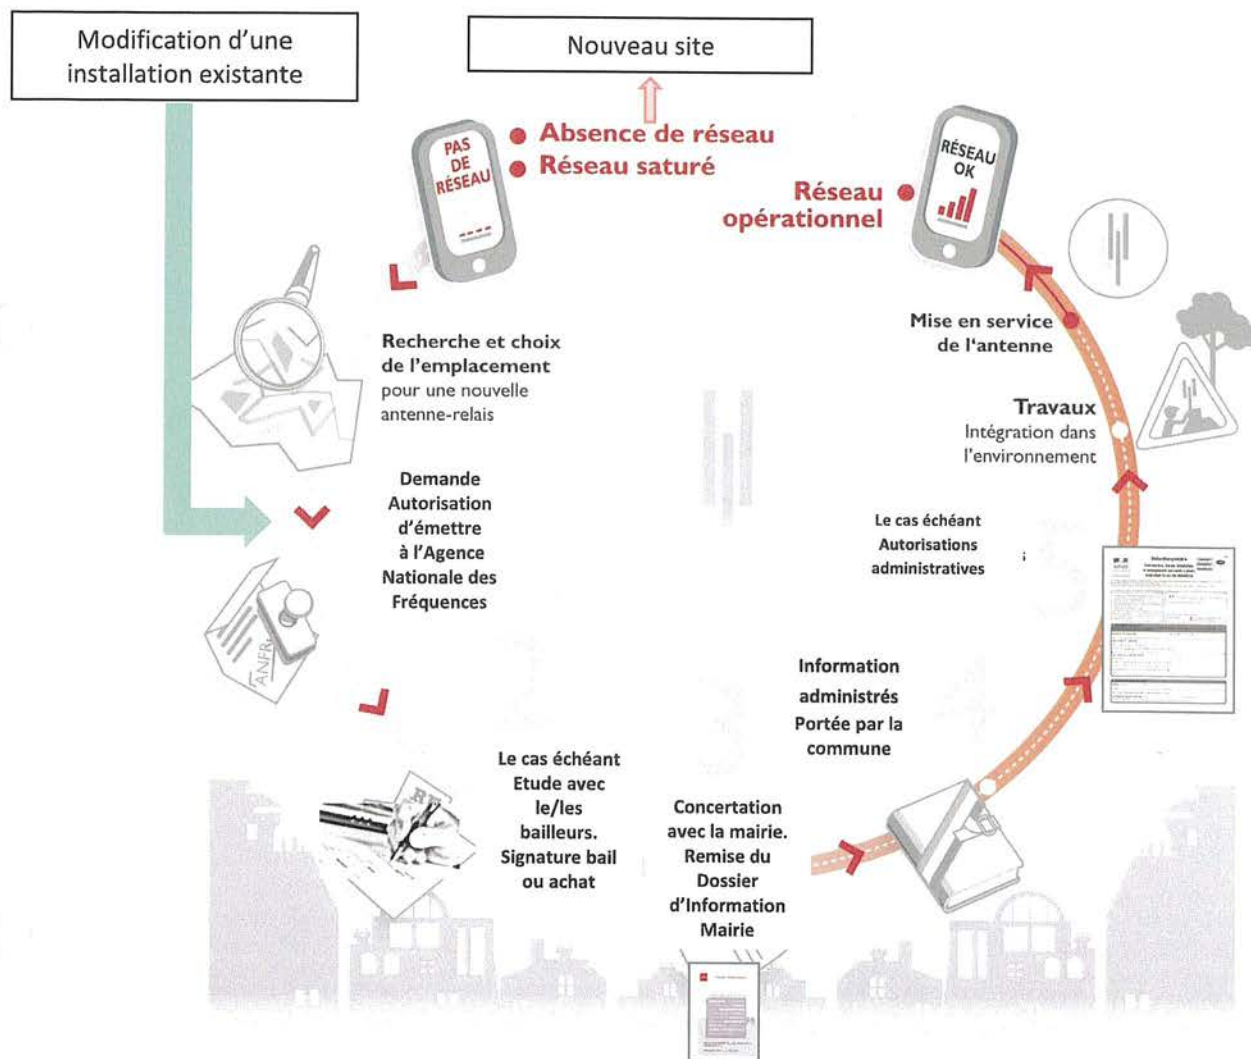 Modification d'une
installation existante
Nouveau site
PAS
DE
RÉSEAU
Absence de réseau
Réseau saturé
RÉSEAU
OK
Réseau
opérationnel
Recherche et choix
de l'emplacement
pour une nouvelle
antenne-relais
Demande
Autorisation
d'émettre
à l'Agence
Nationale des
Fréquences
ANFR
Le cas échéant
Etude avec
le/les
bailleurs.
Signature bail
ou achat
Concertation
avec la mairie.
Remise du
Dossier
d'Information
Mairie
Information
administrés
Portée par la
commune
Le cas échéant
Autorisations
administratives
Travaux
Intégration dans
l'environnement
Mise en service
de l'antenne